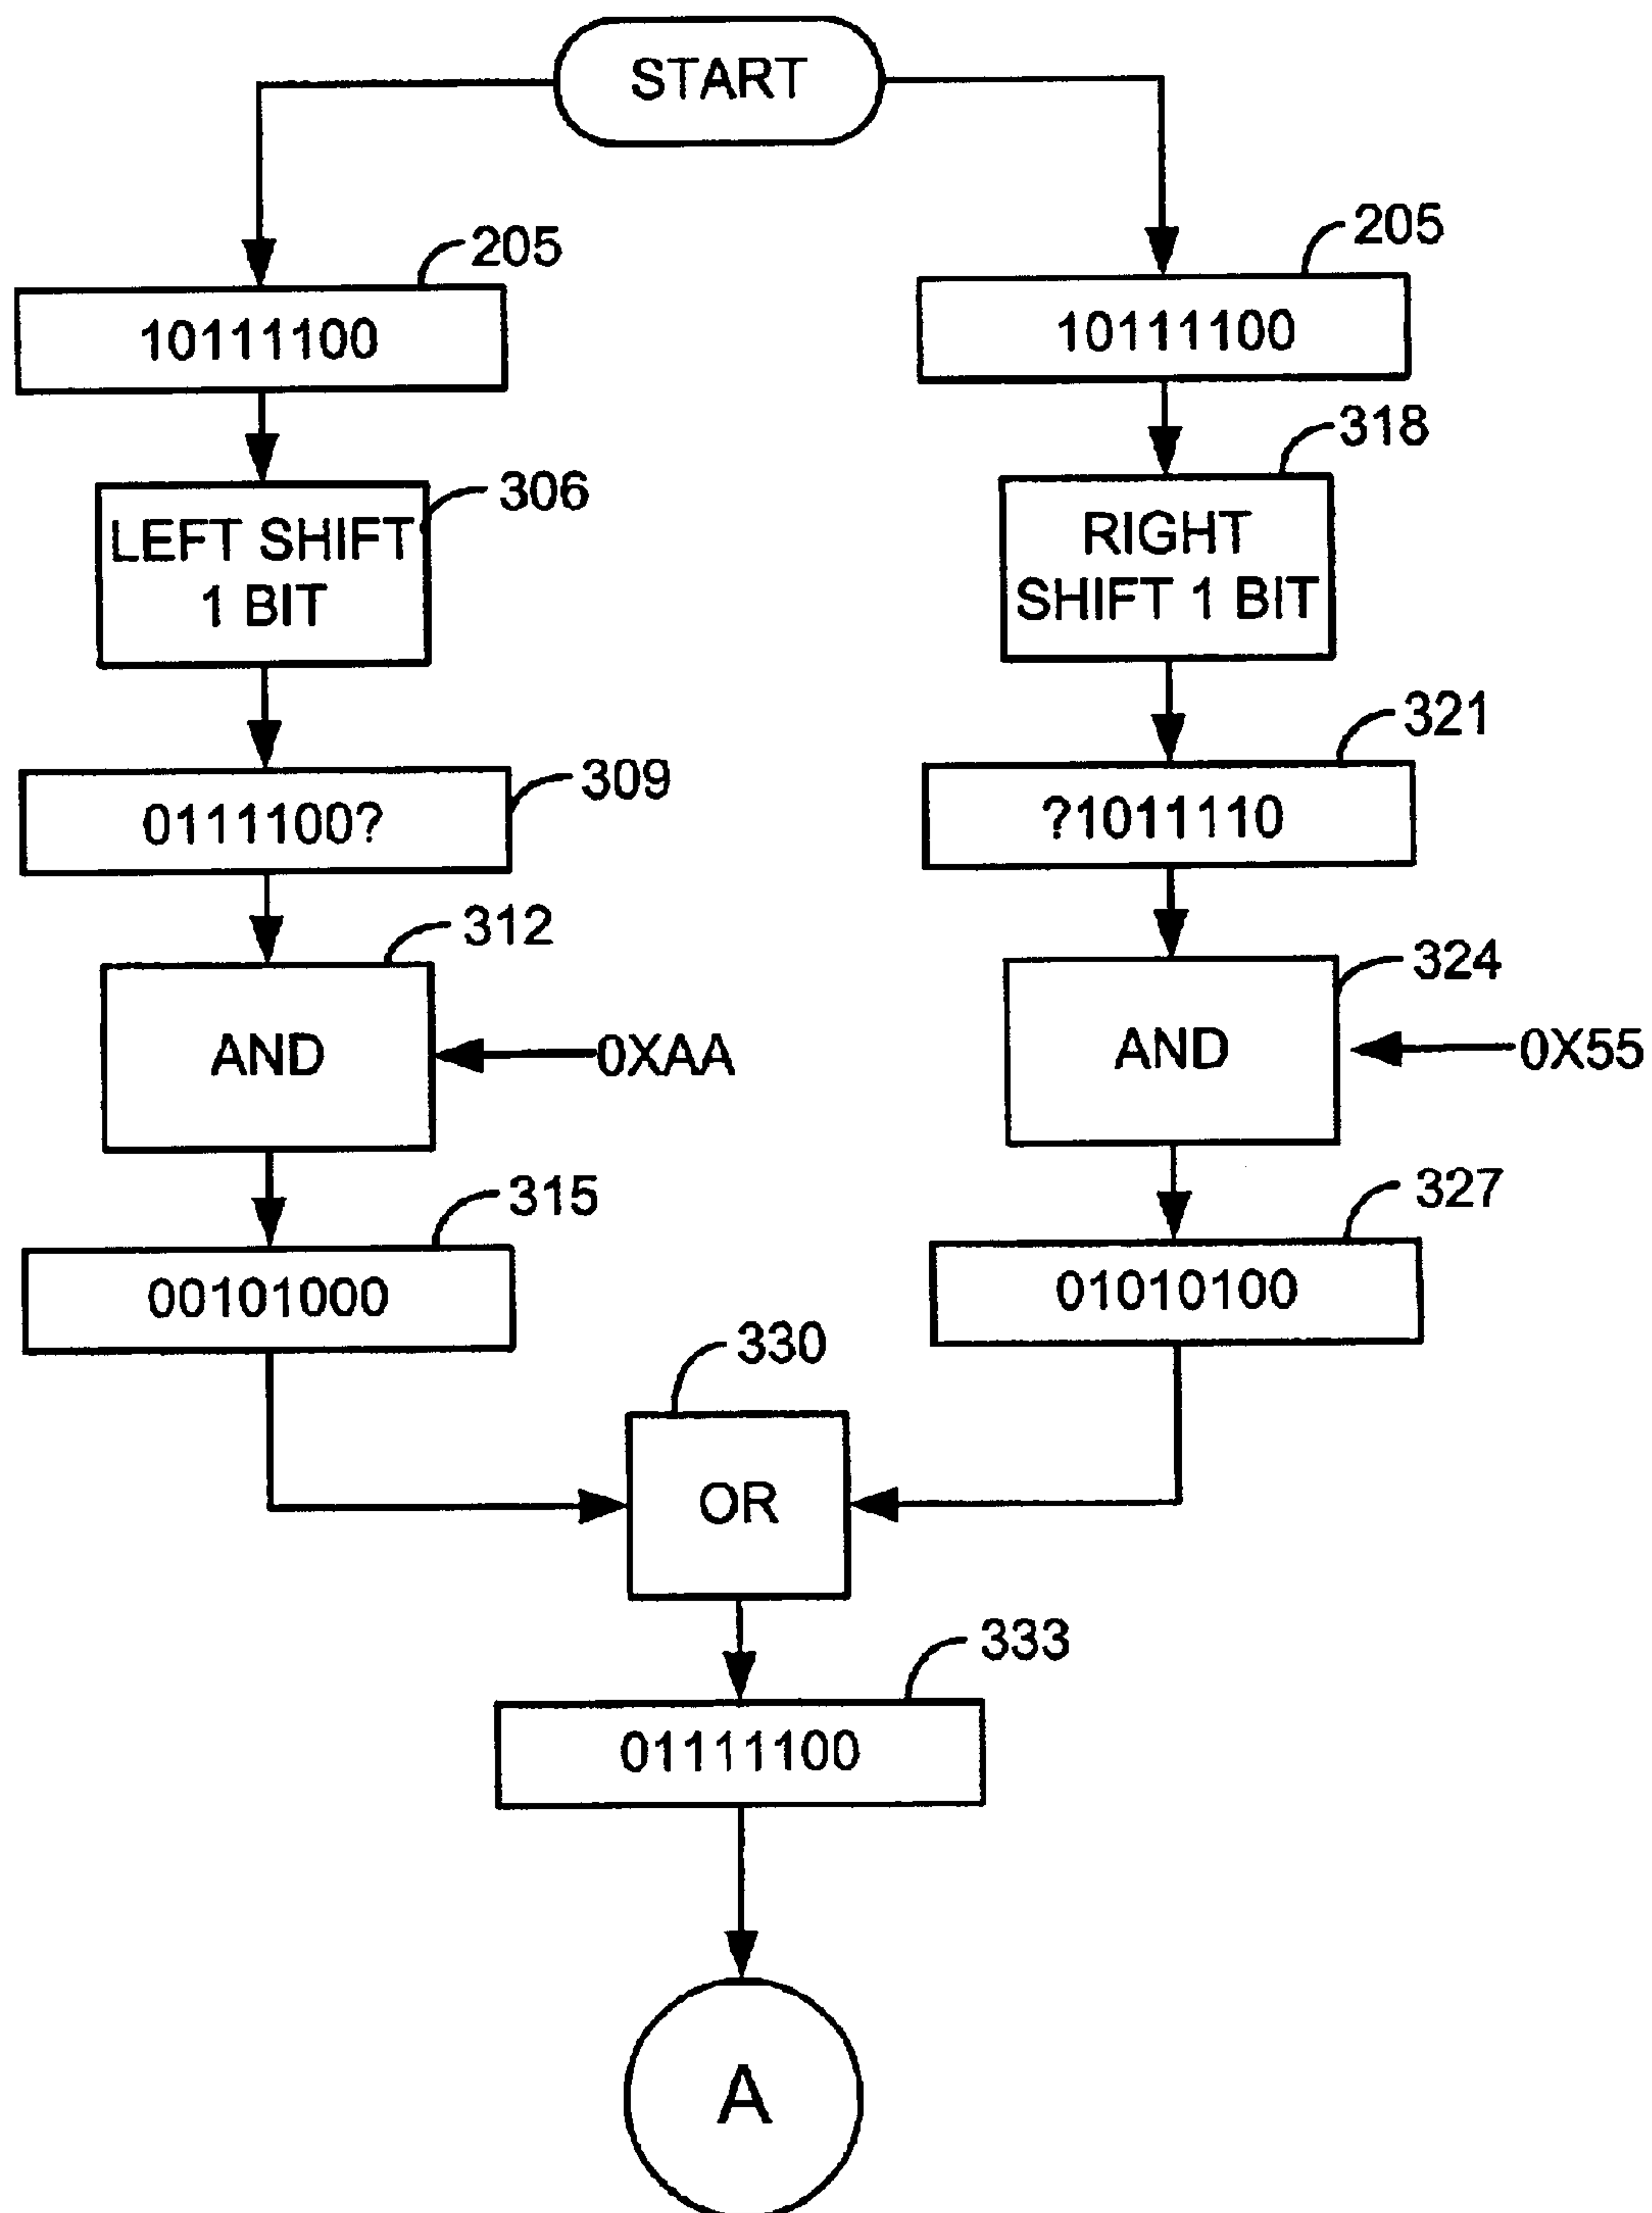 START
205
205
10111100
10111100
306
318
LEFT SHIFT
1 BIT
RIGHT
SHIFT 1 BIT
309
321
0111100?
?1011110
312
324
AND
0XAA
AND
0X55
315
327
00101000
01010100
330
OR
333
01111100
A